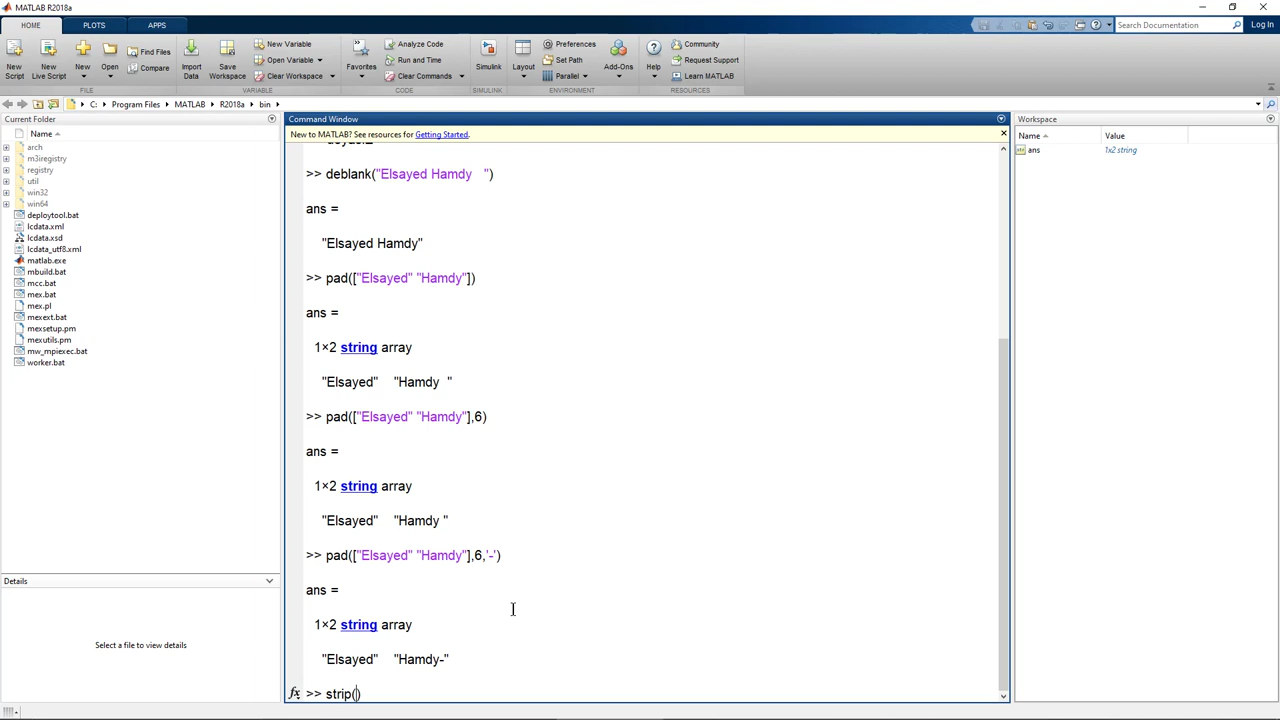 MATLAB R2018a
HOME PLOTS APPS
Search Documentation Log In
New Script New Live Script New Open Find Files Compare Import Data Save Workspace New Variable Open Variable Clear Workspace Favorites Analyze Code Run and Time Clear Commands Simulink Layout Preferences Set Path Parallel Add-Ons Help Community Request Support Learn MATLAB
FILE VARIABLE CODE SIMULINK ENVIRONMENT RESOURCES
C: Program Files MATLAB R2018a bin
Current Folder
Name
arch
m3iregistry
registry
util
win32
win64
deploytool.bat
lcdata.xml
lcdata.xsd
lcdata_utf8.xml
matlab.exe
mbuild.bat
mcc.bat
mex.bat
mex.pl
mexext.bat
mexsetup.pm
mexutils.pm
mw_mpiexec.bat
worker.bat
Details
Select a file to view details
Command Window
New to MATLAB? See resources for Getting Started.
>> deblank("Elsayed Hamdy   ")
ans =
"Elsayed Hamdy"
>> pad(["Elsayed" "Hamdy"])
ans =
1×2 string array
"Elsayed"    "Hamdy  "
>> pad(["Elsayed" "Hamdy"],6)
ans =
1×2 string array
"Elsayed"    "Hamdy "
>> pad(["Elsayed" "Hamdy"],6,'-')
ans =
1×2 string array
"Elsayed"    "Hamdy-"
fx >> strip()
Workspace
Name Value
ans 1x2 string